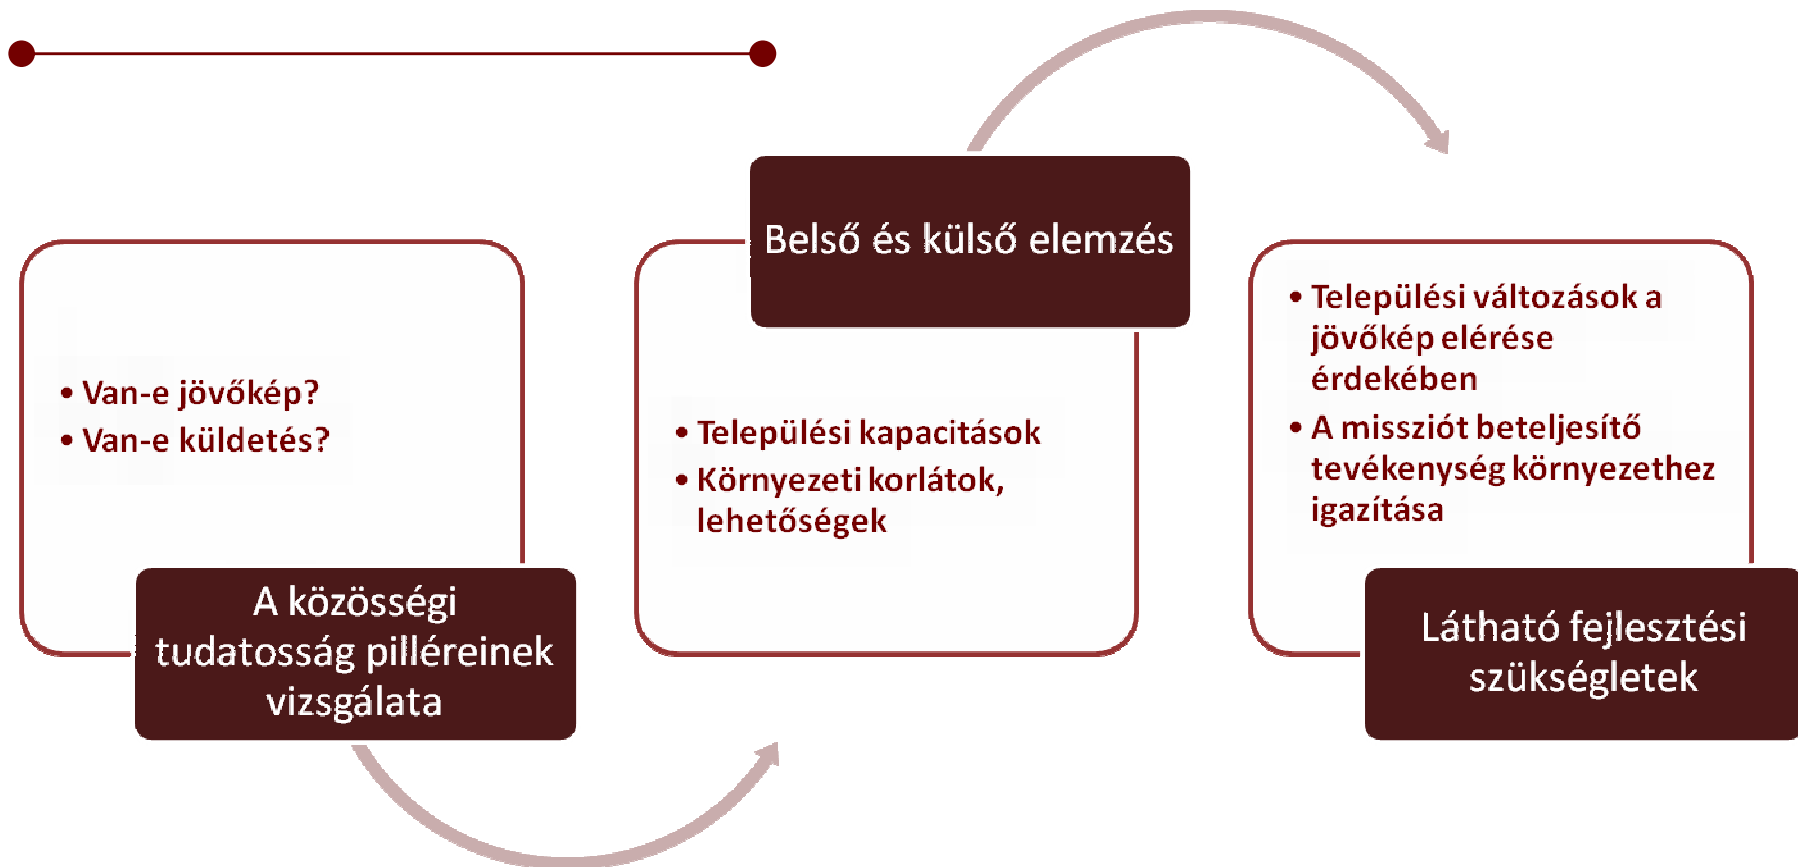 • Van-e jövőkép?
• Van-e küldetés?
A közösségi
tudatosság pilléreinek
vizsgálata
Belső és külső elemzés
• Települési kapacitások
• Környezeti korlátok,
lehetőségek
• Települési változások a
jövőkép elérése
érdekében
• A missziót beteljesítő
tevékenység környezethez
igazítása
Látható fejlesztési
szükségletek